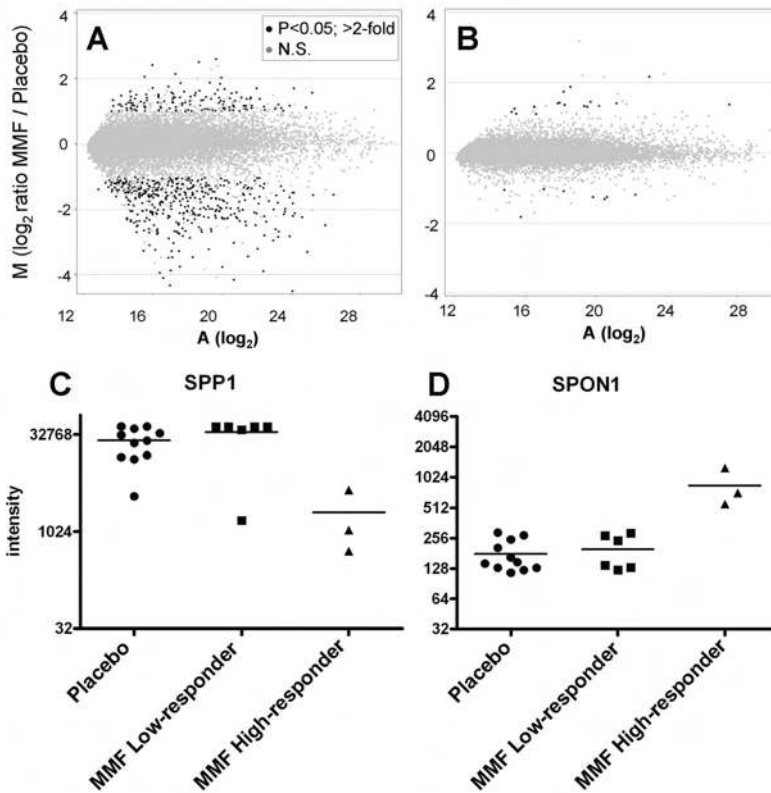 A
P<0.05; >2-fold
N.S.
B
M (log2 ratio MMF / Placebo)
4
2
0
-2
-4
12 16 20 24 28
A (log2)
4
2
0
-2
-4
12 16 20 24 28
A (log2)
C
SPP1
intensity
32768
1024
32
Placebo
MMF Low-responder
MMF High-responder
D
SPON1
4096
2048
1024
512
256
128
64
32
Placebo
MMF Low-responder
MMF High-responder